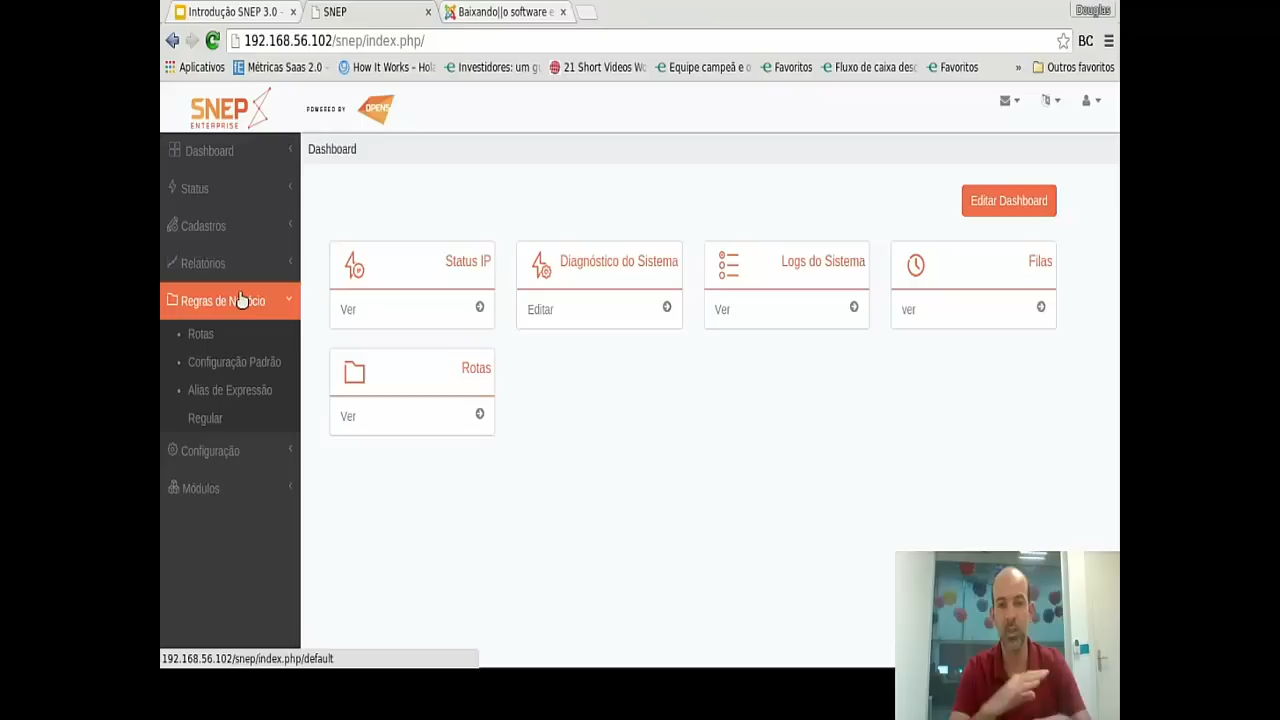 Introdução SNEP 3.0 -
SNEP
Baixando||o software e
Douglas
192.168.56.102/snep/index.php/
BC
Aplicativos
Métricas Saas 2.0
How It Works – Hot
Investidores: um g
21 Short Videos W
Equipe campeã e o
Favoritos
Fluxo de caixa desc
Favoritos
»
Outros favoritos
SNEP
ENTERPRISE
POWERED BY
OPENS
Dashboard
Status
Cadastros
Relatórios
Regras de Negócio
Rotas
Configuração Padrão
Alias de Expressão
Regular
Configuração
Módulos
Dashboard
Editar Dashboard
Status IP
Ver
Diagnóstico do Sistema
Editar
Logs do Sistema
Ver
Filas
ver
Rotas
Ver
192.168.56.102/snep/index.php/default